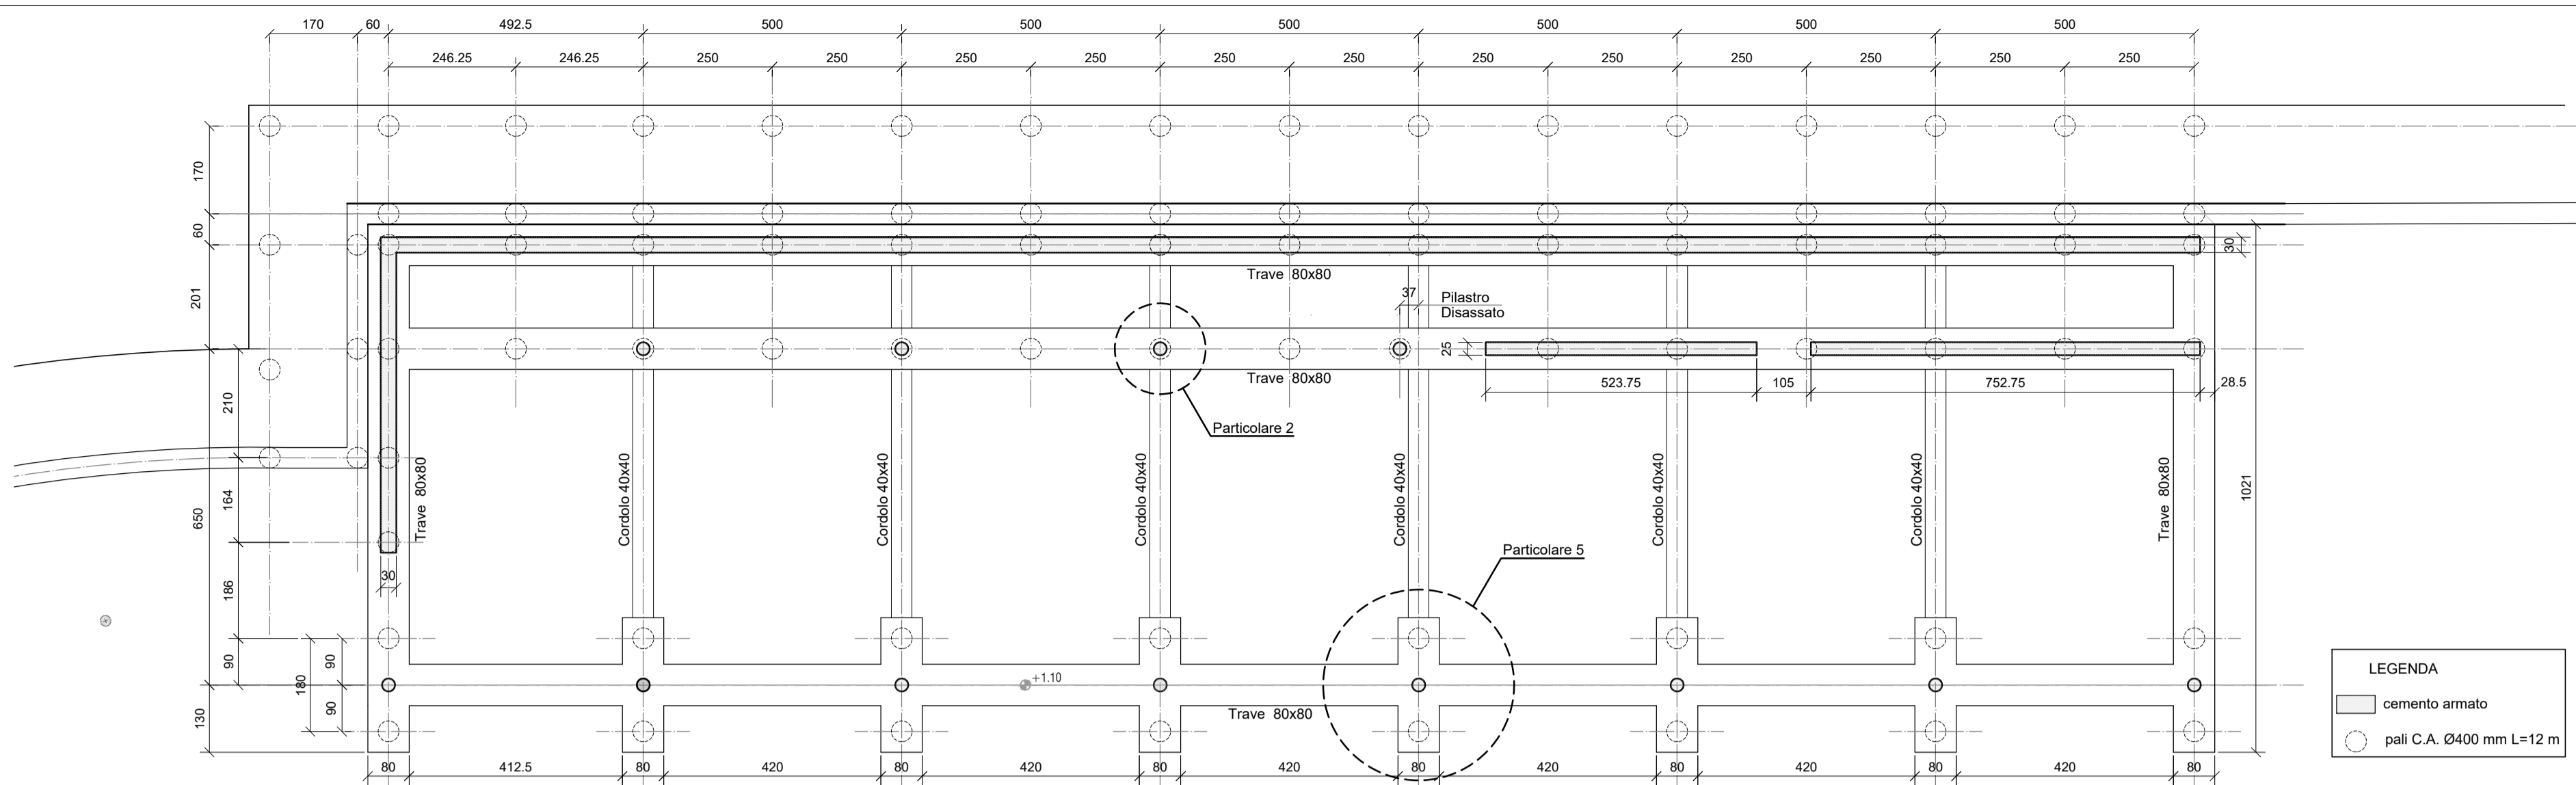 170 60 492.5 500 500 500 500 500 500
246.25 246.25 250 250 250 250 250 250 250 250 250 250 250 250
170
60
201
650
130
210
164
186
90
180
90
90
30
Trave 80x80
Trave 80x80
37
Pilastro
Disassato
25
Trave 80x80
523.75 105 752.75 28.5
30
1021
Particolare 2
Cordolo 40x40
Cordolo 40x40
Cordolo 40x40
Cordolo 40x40
Cordolo 40x40
Cordolo 40x40
Trave 80x80
Particolare 5
+1.10
Trave 80x80
80 412.5 80 420 80 420 80 420 80 420 80 420 80 420 80
LEGENDA
cemento armato
pali C.A. Ø400 mm L=12 m